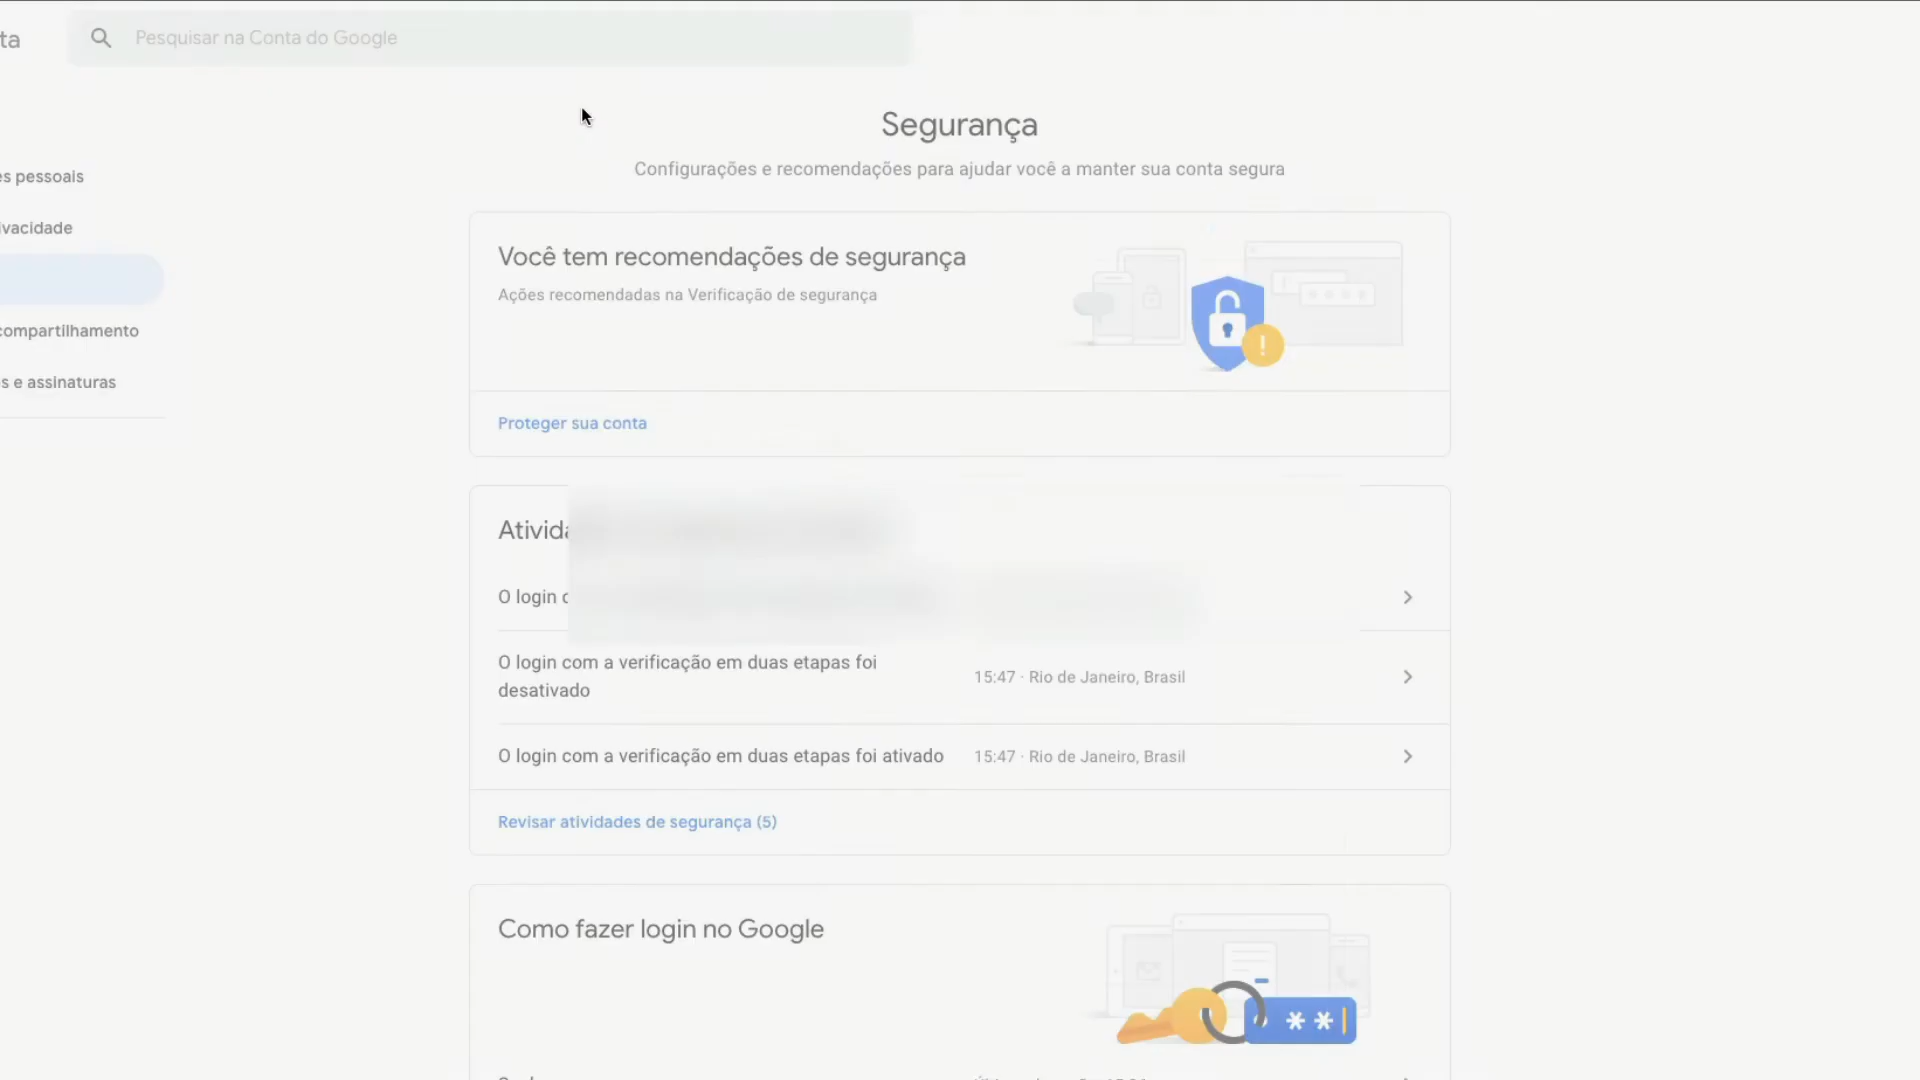 ta
Pesquisar na Conta do Google
Segurança
Configurações e recomendações para ajudar você a manter sua conta segura
es pessoais
ivacidade
compartilhamento
s e assinaturas
Você tem recomendações de segurança
Ações recomendadas na Verificação de segurança
Proteger sua conta
Ativida
O login c
O login com a verificação em duas etapas foi
desativado
15:47 · Rio de Janeiro, Brasil
O login com a verificação em duas etapas foi ativado
15:47 · Rio de Janeiro, Brasil
Revisar atividades de segurança (5)
Como fazer login no Google